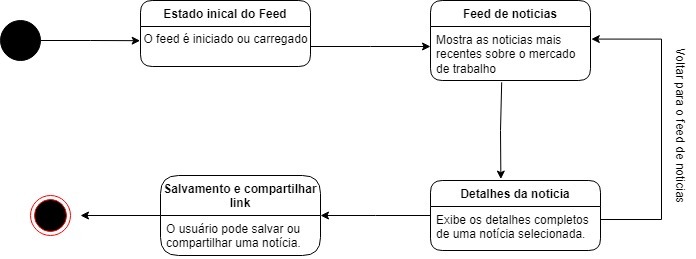 Estado inical do Feed
O feed é iniciado ou carregado
Feed de noticias
Mostra as noticias mais
recentes sobre o mercado
de trabalho
Voltar para o feed de noticias
Salvamento e compartilhar
link
O usuário pode salvar ou
compartilhar uma notícia.
Detalhes da noticia
Exibe os detalhes completos
de uma notícia selecionada.